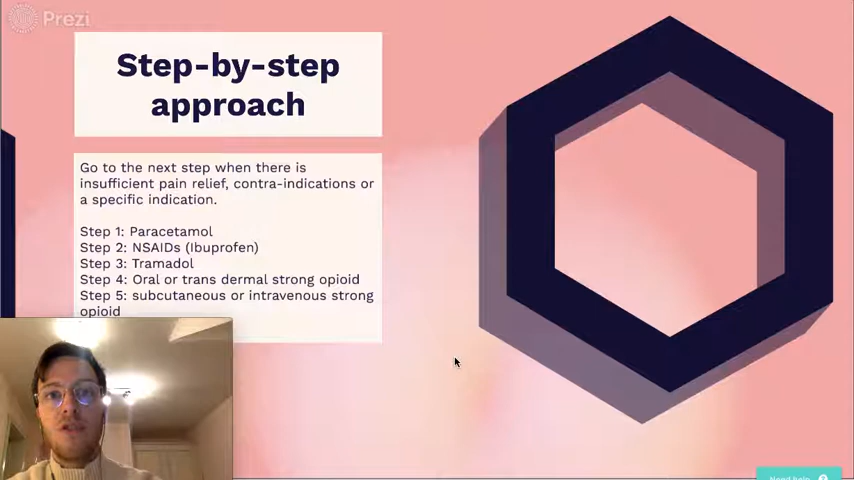 Prezi
Step-by-step
approach
Go to the next step when there is
insufficient pain relief, contra-indications or
a specific indication.
Step 1: Paracetamol
Step 2: NSAIDs (Ibuprofen)
Step 3: Tramadol
Step 4: Oral or trans dermal strong opioid
Step 5: subcutaneous or intravenous strong
opioid
Need help ?